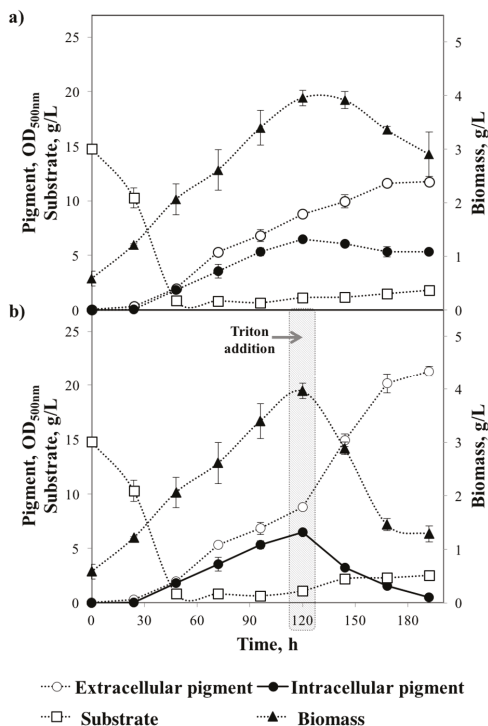 a)
25
20
15
10
5
0
Pigment, OD500nm
Substrate, g/L
5
4
3
2
1
0
Biomass, g/L
b)
25
20
15
10
5
0
Pigment, OD500nm
Substrate, g/L
Triton
addition
5
4
3
2
1
0
Biomass, g/L
0 30 60 90 120 150 180
Time, h
Extracellular pigment Intracellular pigment
Substrate Biomass